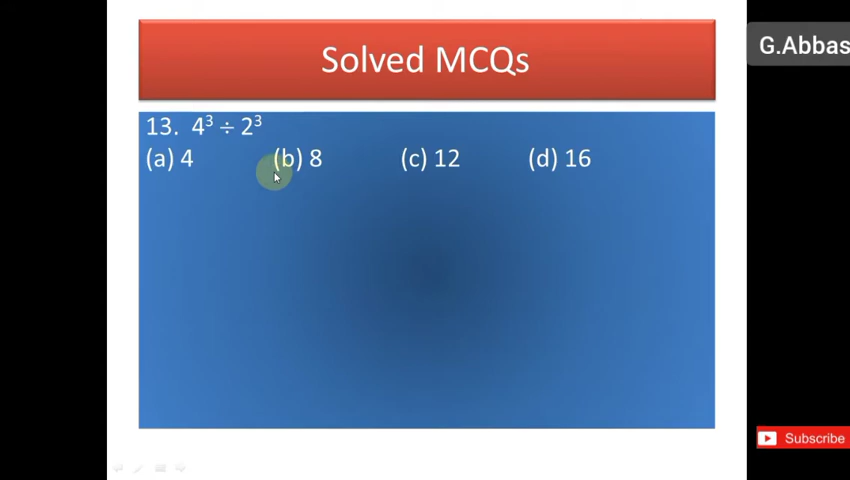 Solved MCQs
G.Abbas
13. 4³ ÷ 2³
(a) 4 (b) 8 (c) 12 (d) 16
Subscribe